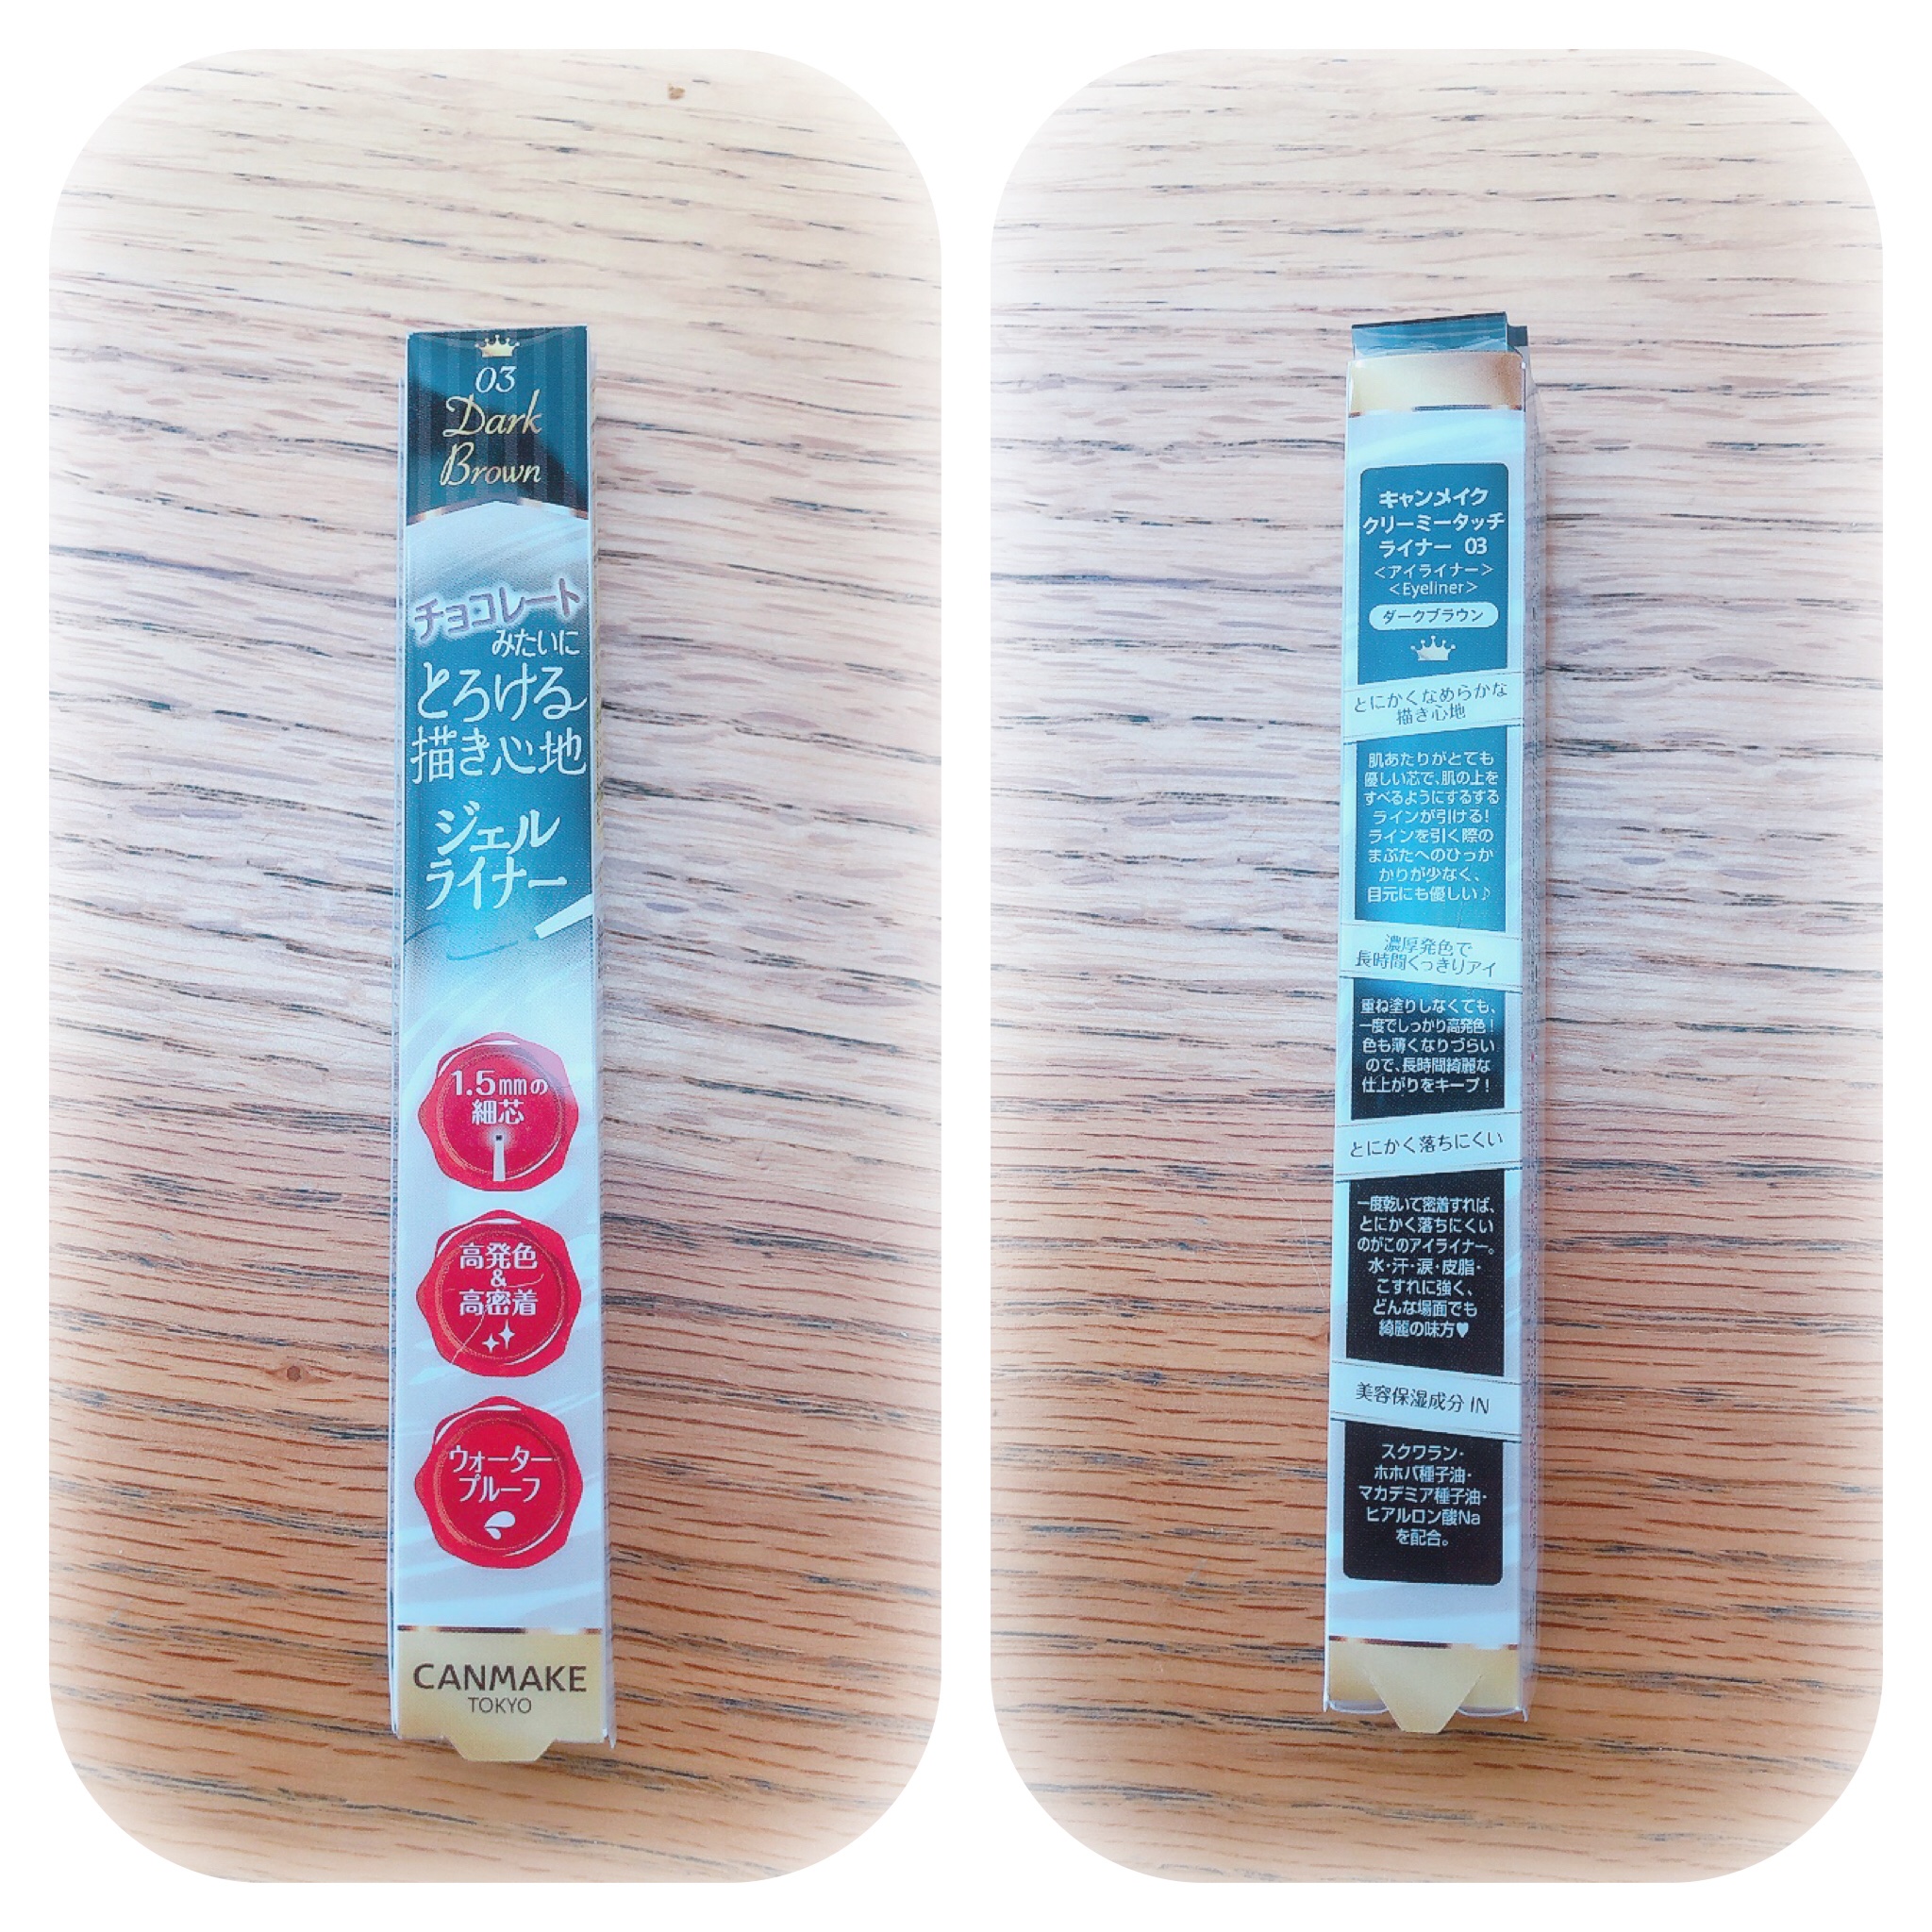 03
Dark
Brown
チョコレート
みたいに
とろける
描き心地
ジェル
ライナー
1.5mmの
細芯
高発色
&
高密着
ウォーター
プルーフ
CANMAKE
TOKYO
キャンメイク
クリーミータッチ
ライナー 03
＜アイライナー＞
＜Eyeliner＞
ダークブラウン
とにかくなめらかな
描き心地
肌あたりがとても
優しい芯で、肌の上を
すべるようにするする
ラインが引ける！
ラインを引く際の
まぶたへのひっか
かりが少なく、
目元にも優しい♪
濃厚発色で
長時間くっきりアイ
重ね塗りしなくても、
一度でしっかり高発色！
色も薄くなりづらい
ので、長時間綺麗な
仕上がりをキープ！
とにかく落ちにくい
一度乾いて密着すれば、
とにかく落ちにくい
のがこのアイライナー。
水・汗・涙・皮脂・
こすれに強く、
どんな場面でも
綺麗の味方♥
美容保湿成分 IN
スクワラン・
ホホバ種子油・
マカデミア種子油・
ヒアルロン酸Na
を配合。